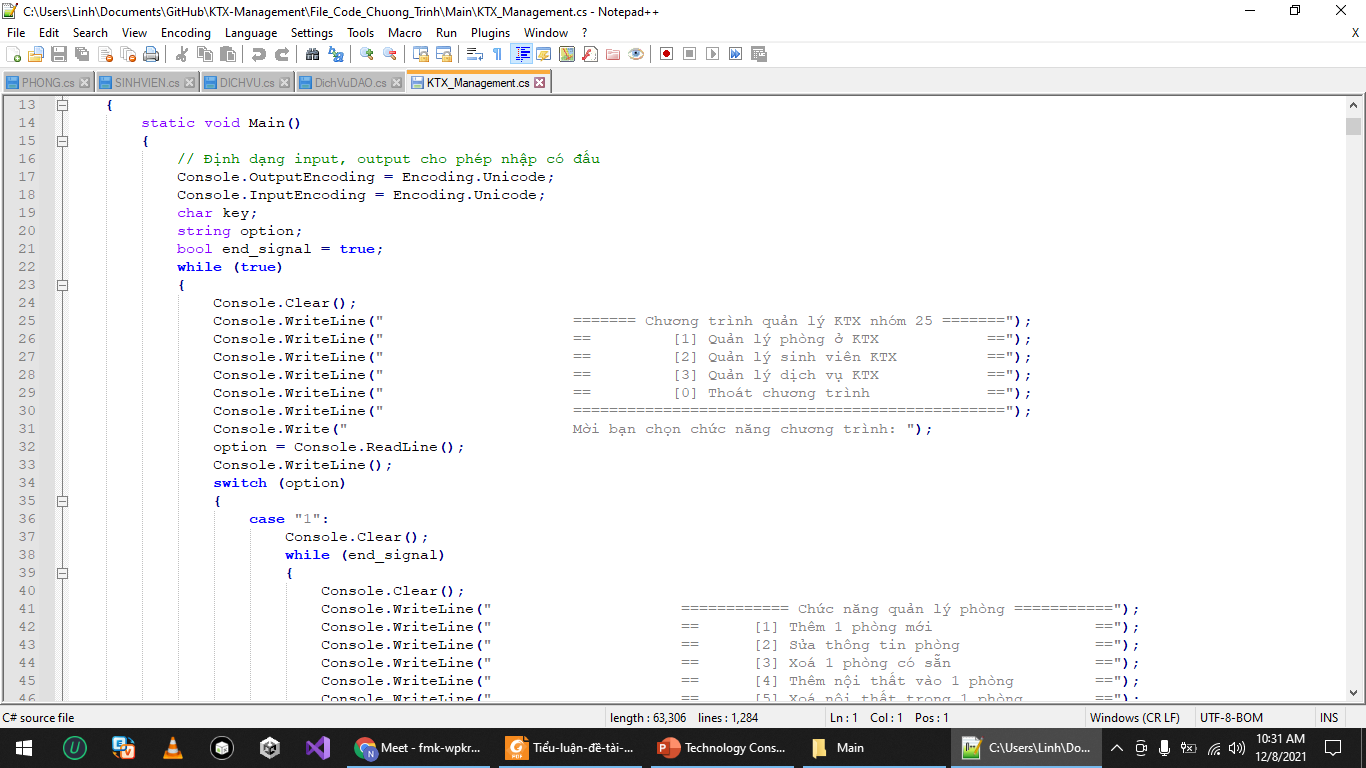 C:\Users\Linh\Documents\GitHub\KTX-Management\File_Code_Chuong_Trinh\Main\KTX_Management.cs - Notepad++
File Edit Search View Encoding Language Settings Tools Macro Run Plugins Window ? X
PHONG.cs SINHVIEN.cs DICHVU.cs DichVuDAO.cs KTX_Management.cs
13 {
14 static void Main()
15 {
16 // Định dạng input, output cho phép nhập có đấu
17 Console.OutputEncoding = Encoding.Unicode;
18 Console.InputEncoding = Encoding.Unicode;
19 char key;
20 string option;
21 bool end_signal = true;
22 while (true)
23 {
24 Console.Clear();
25 Console.WriteLine("                     ======= Chương trình quản lý KTX nhóm 25 =======");
26 Console.WriteLine("                     ==         [1] Quản lý phòng ở KTX            ==");
27 Console.WriteLine("                     ==         [2] Quản lý sinh viên KTX          ==");
28 Console.WriteLine("                     ==         [3] Quản lý dịch vụ KTX            ==");
29 Console.WriteLine("                     ==         [0] Thoát chương trình             ==");
30 Console.WriteLine("                     ================================================");
31 Console.Write("                         Mời bạn chọn chức năng chương trình: ");
32 option = Console.ReadLine();
33 Console.WriteLine();
34 switch (option)
35 {
36 case "1":
37 Console.Clear();
38 while (end_signal)
39 {
40 Console.Clear();
41 Console.WriteLine("                     ============ Chức năng quản lý phòng ===========");
42 Console.WriteLine("                     ==      [1] Thêm 1 phòng mới                  ==");
43 Console.WriteLine("                     ==      [2] Sửa thông tin phòng               ==");
44 Console.WriteLine("                     ==      [3] Xoá 1 phòng có sẵn                ==");
45 Console.WriteLine("                     ==      [4] Thêm nội thất vào 1 phòng         ==");
46 Console.WriteLine("                     ==      [5] Xoá nội thất trong 1 phòng        ==");
C# source file length : 63,306 lines : 1,284 Ln : 1 Col : 1 Pos : 1 Windows (CR LF) UTF-8-BOM INS
Meet - fmk-wpkr... Tiểu-luận-đề-tài-... Technology Cons... Main C:\Users\Linh\Do... 10:31 AM
12/8/2021